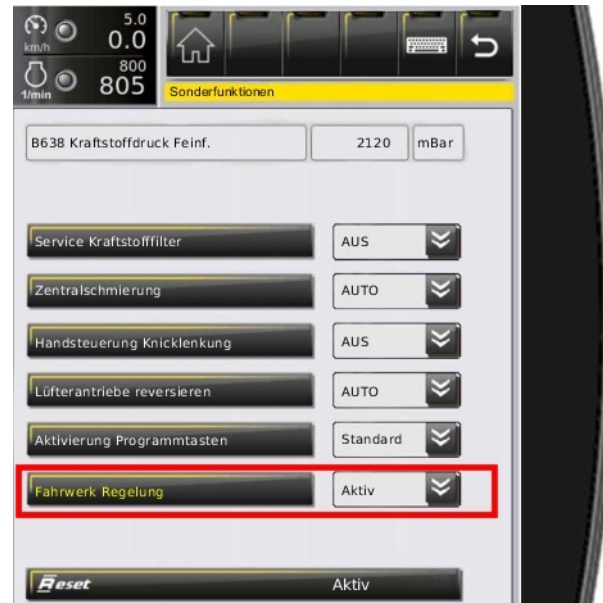 5.0
km/h 0.0
800
1/min 805
Sonderfunktionen
B638 Kraftstoffdruck Feinf. 2120 mBar
Service Kraftstofffilter AUS
Zentralschmierung AUTO
Handsteuerung Knicklenkung AUS
Lüfterantriebe reversieren AUTO
Aktivierung Programmtasten Standard
Fahrwerk Regelung Aktiv
Reset Aktiv